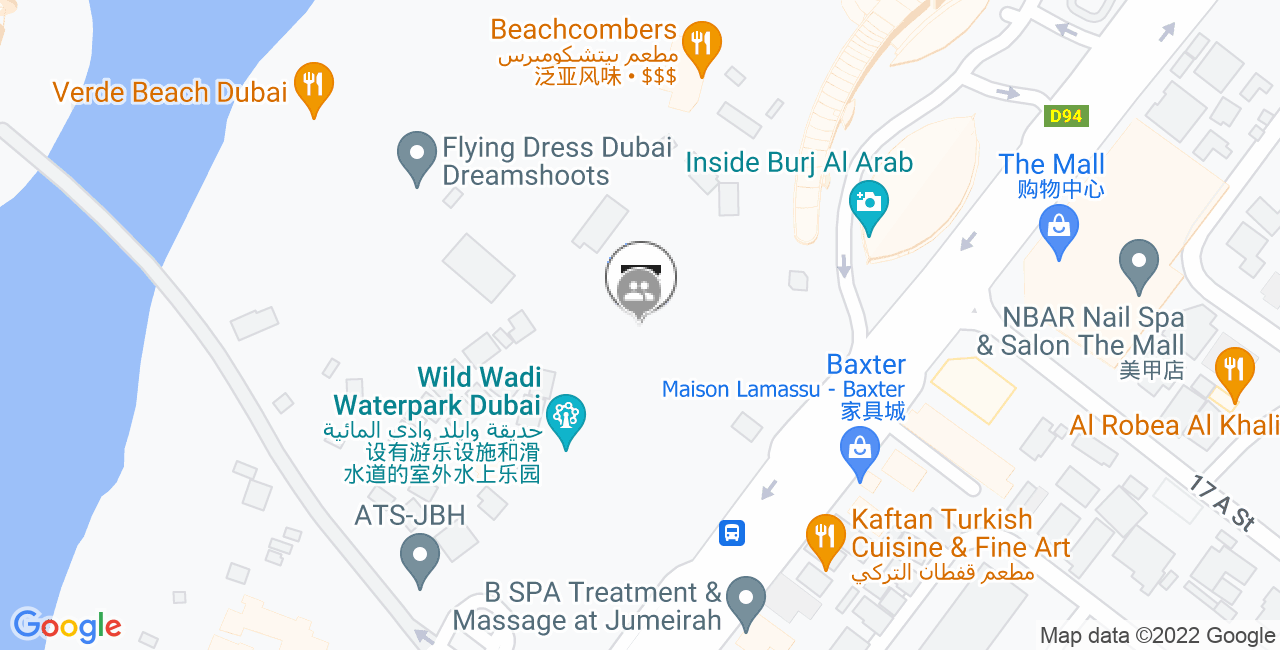 Beachcombers
مطعم بيتشكومبرس
泛亚风味 • $$$
Verde Beach Dubai
D94
Flying Dress Dubai
Dreamshoots
Inside Burj Al Arab
The Mall
购物中心
NBAR Nail Spa
& Salon The Mall
美甲店
Baxter
Maison Lamassu - Baxter
家具城
Wild Wadi
Waterpark Dubai
حديقة وايلد وادي المائية
设有游乐设施和滑
水道的室外水上乐园
Al Robea Al Khali
17 A St
ATS-JBH
Kaftan Turkish
Cuisine & Fine Art
مطعم قفطان التركي
B SPA Treatment &
Massage at Jumeirah
Google
Map data ©2022 Google